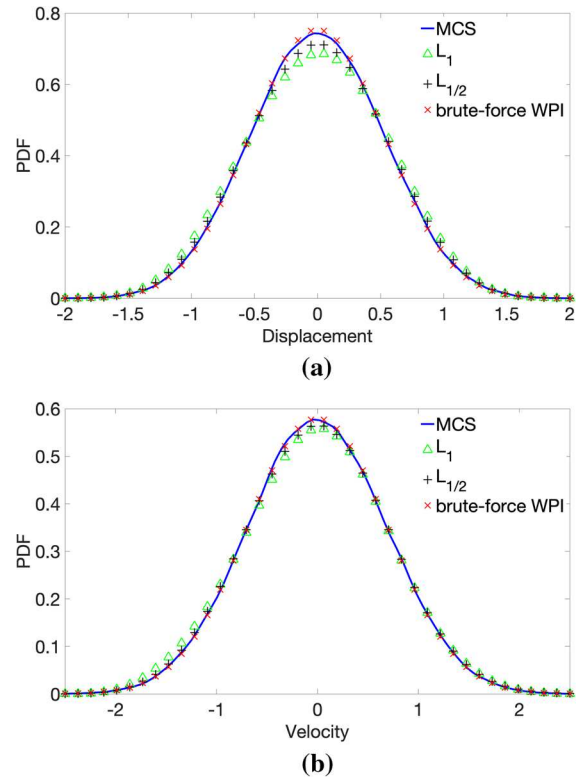 0.8
0.6
0.4
0.2
0
PDF
MCS
L1
L1/2
brute-force WPI
-2 -1.5 -1 -0.5 0 0.5 1 1.5 2
Displacement
(a)
0.6
0.5
0.4
0.3
0.2
0.1
0
PDF
MCS
L1
L1/2
brute-force WPI
-2 -1 0 1 2
Velocity
(b)